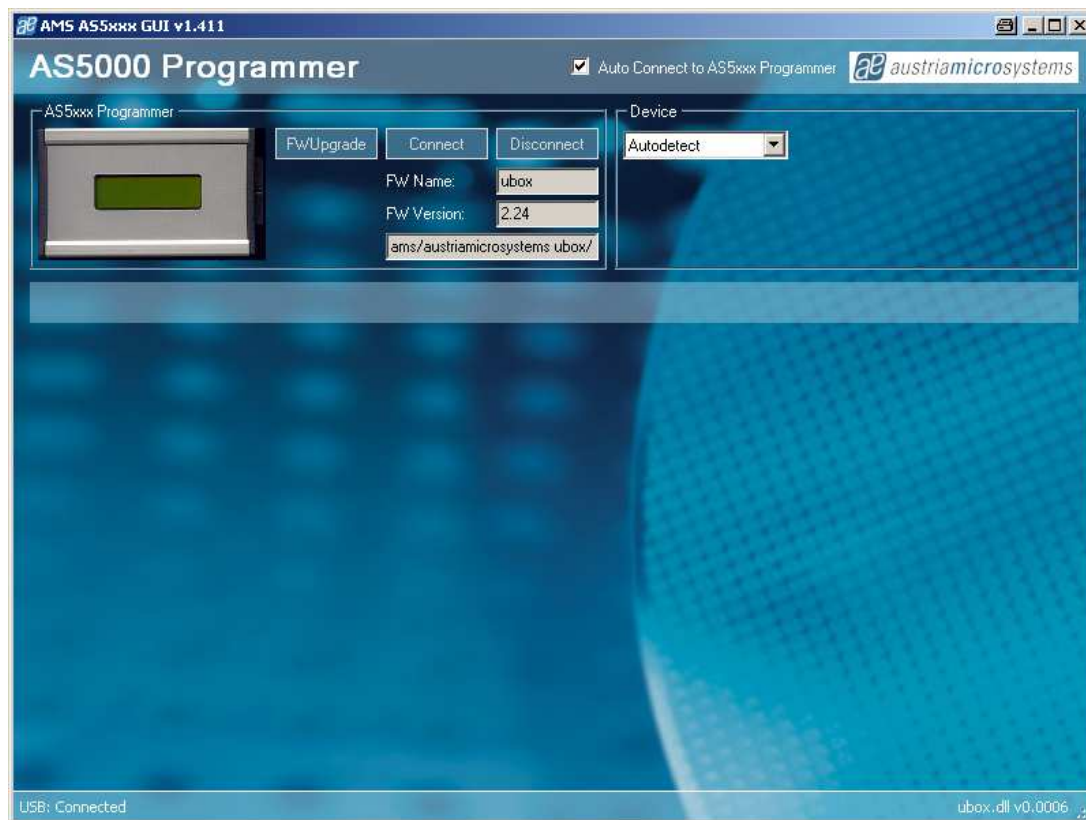 AMS AS5xxx GUI v1.411
AS5000 Programmer
Auto Connect to AS5xxx Programmer
austriamicrosystems
AS5xxx Programmer
FWUpgrade
Connect
Disconnect
FW Name:
ubox
FW Version:
2.24
ams/austriamicrosystems ubox/
Device
Autodetect
USB: Connected
ubox.dll v0.0006